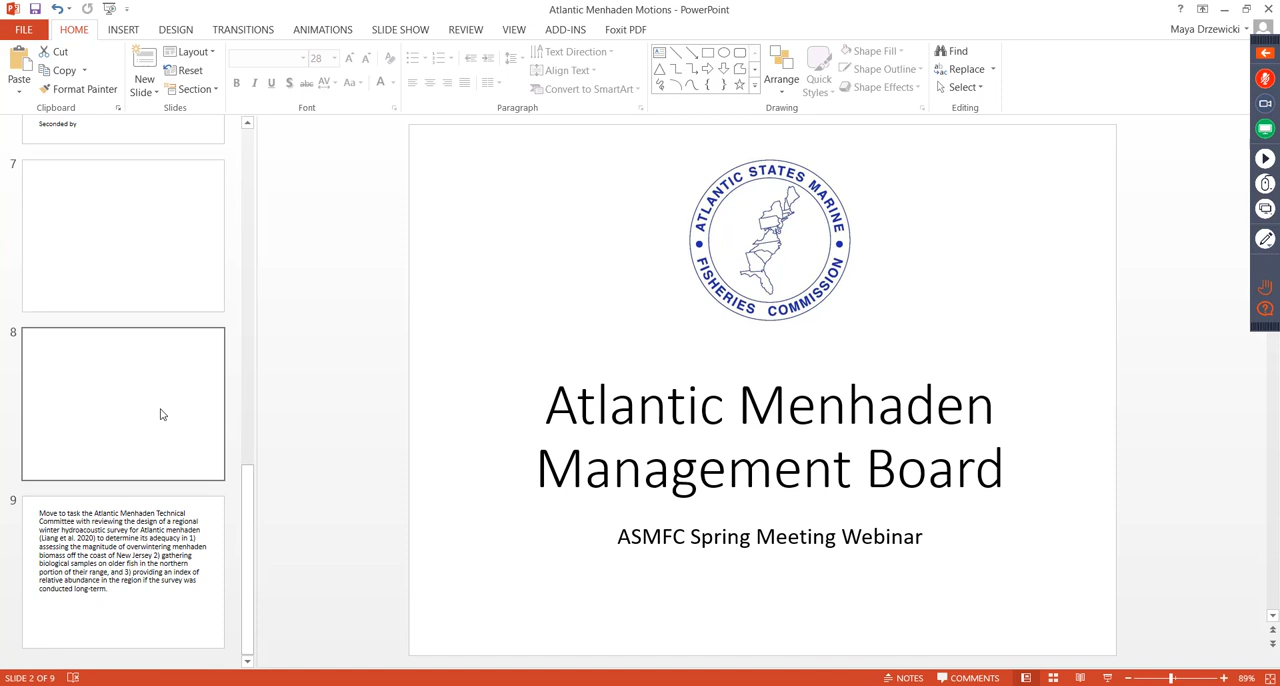 Atlantic Menhaden Motions - PowerPoint
FILE HOME INSERT DESIGN TRANSITIONS ANIMATIONS SLIDE SHOW REVIEW VIEW ADD-INS Foxit PDF Maya Drzewicki
Paste
Cut
Copy
Format Painter
Clipboard
New
Slide
Layout
Reset
Section
Slides
28
B I U S abc AV Aa A
Font
Text Direction
Align Text
Convert to SmartArt
Paragraph
Arrange
Quick
Styles
Shape Fill
Shape Outline
Shape Effects
Drawing
Find
Replace
Select
Editing
Seconded by
7
8
9
Move to task the Atlantic Menhaden Technical
Committee with reviewing the design of a regional
winter hydroacoustic survey for Atlantic menhaden
(Liang et al. 2020) to determine its adequacy in 1)
assessing the magnitude of overwintering menhaden
biomass off the coast of New Jersey 2) gathering
biological samples on older fish in the northern
portion of their range, and 3) providing an index of
relative abundance in the region if the survey was
conducted long-term.
ATLANTIC STATES MARINE
FISHERIES COMMISSION
Atlantic Menhaden
Management Board
ASMFC Spring Meeting Webinar
SLIDE 2 OF 9 NOTES COMMENTS 89%